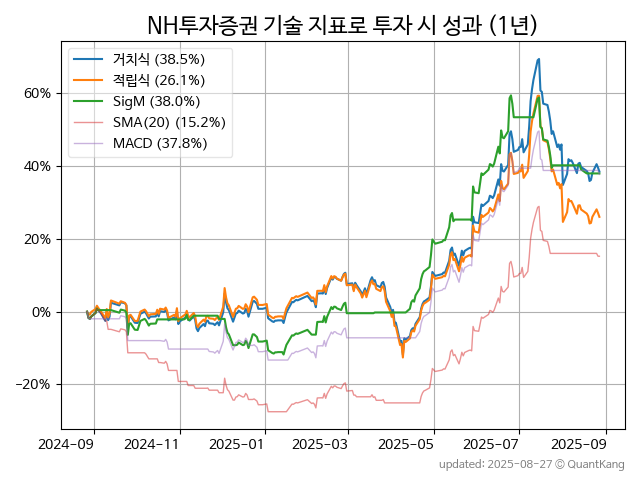 NH투자증권 기술 지표로 투자 시 성과 (1년)
거치식 (38.5%)
적립식 (26.1%)
SigM (38.0%)
SMA(20) (15.2%)
MACD (37.8%)
60%
40%
20%
0%
−20%
2024-09 2024-11 2025-01 2025-03 2025-05 2025-07 2025-09
updated: 2025-08-27 © QuantKang